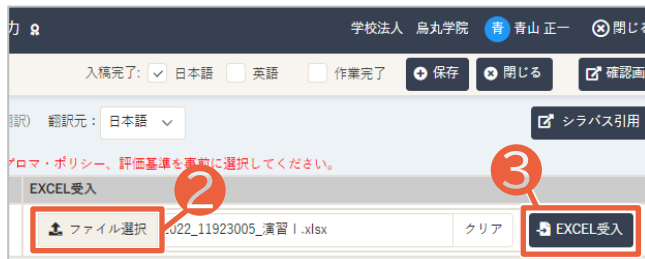 力 学校法人 烏丸学院 青 青山 正一 閉じる
入稿完了: 日本語 英語 作業完了 保存 閉じる 確認画
訳) 翻訳元: 日本語 シラバス引用
プロマ・ポリシー、評価基準を事前に選択してください。
EXCEL受入
2 3
ファイル選択 2022_11923005_演習Ⅰ.xlsx クリア EXCEL受入